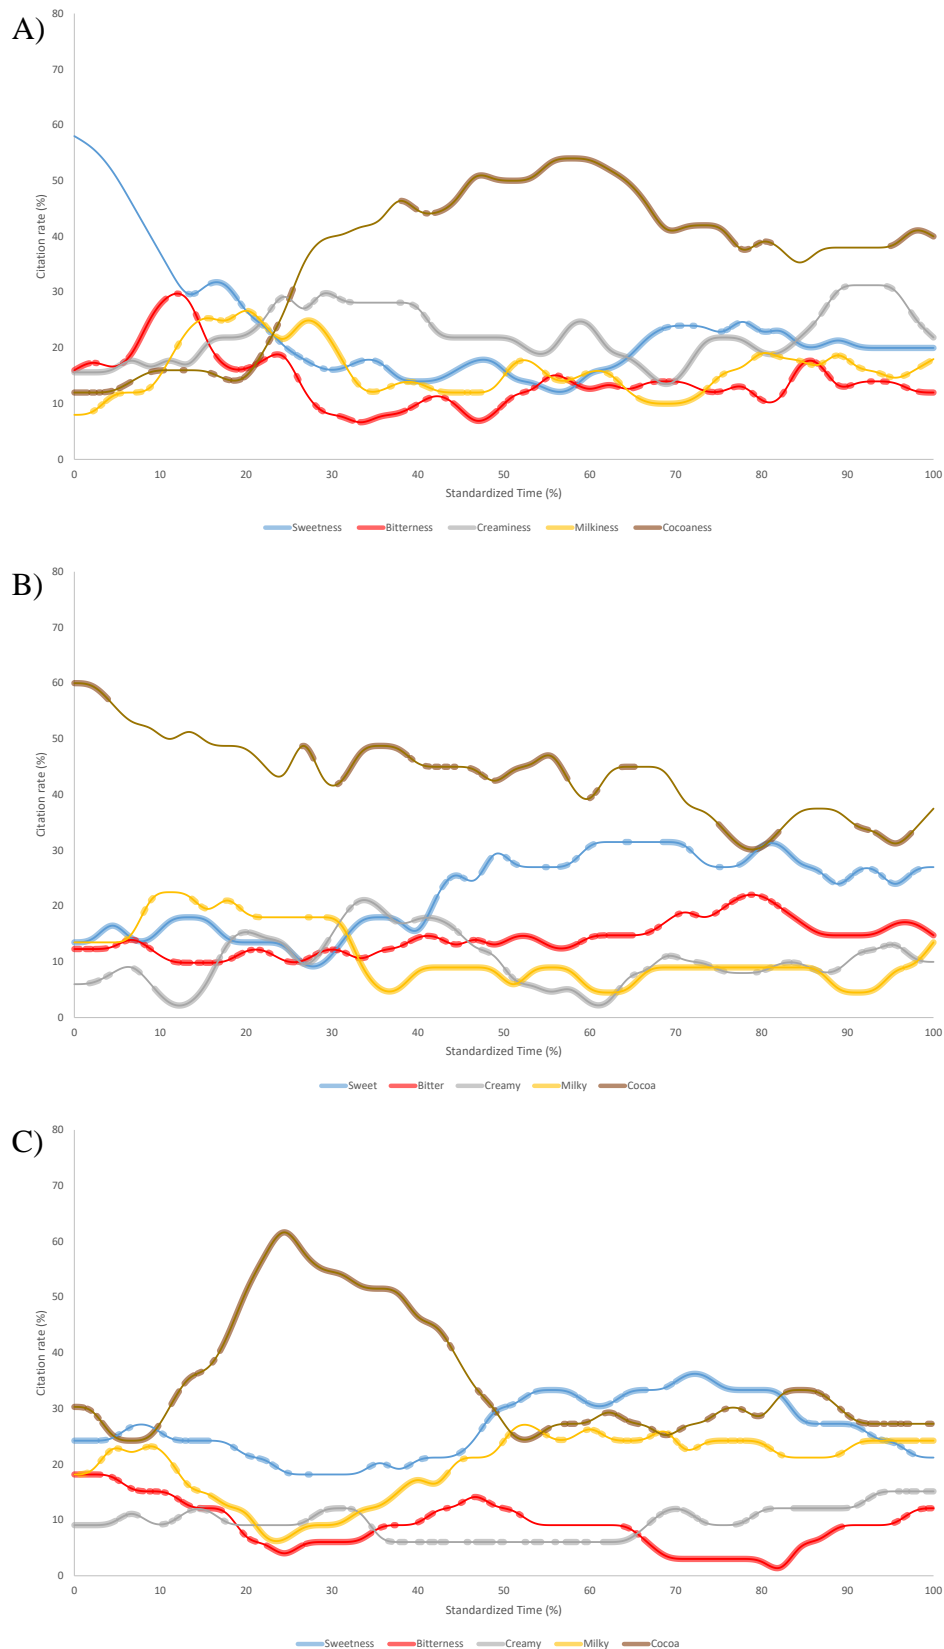 A)
80
70
60
50
40
30
20
10
0
Citation rate (%)
0 10 20 30 40 50 60 70 80 90 100
Standardized Time (%)
Sweetness Bitterness Creaminess Milkiness Cocoaness
B)
80
70
60
50
40
30
20
10
0
Citation rate (%)
0 10 20 30 40 50 60 70 80 90 100
Standardized Time (%)
Sweet Bitter Creamy Milky Cocoa
C)
80
70
60
50
40
30
20
10
0
Citation rate (%)
0 10 20 30 40 50 60 70 80 90 100
Standardized Time (%)
Sweetness Bitterness Creamy Milky Cocoa